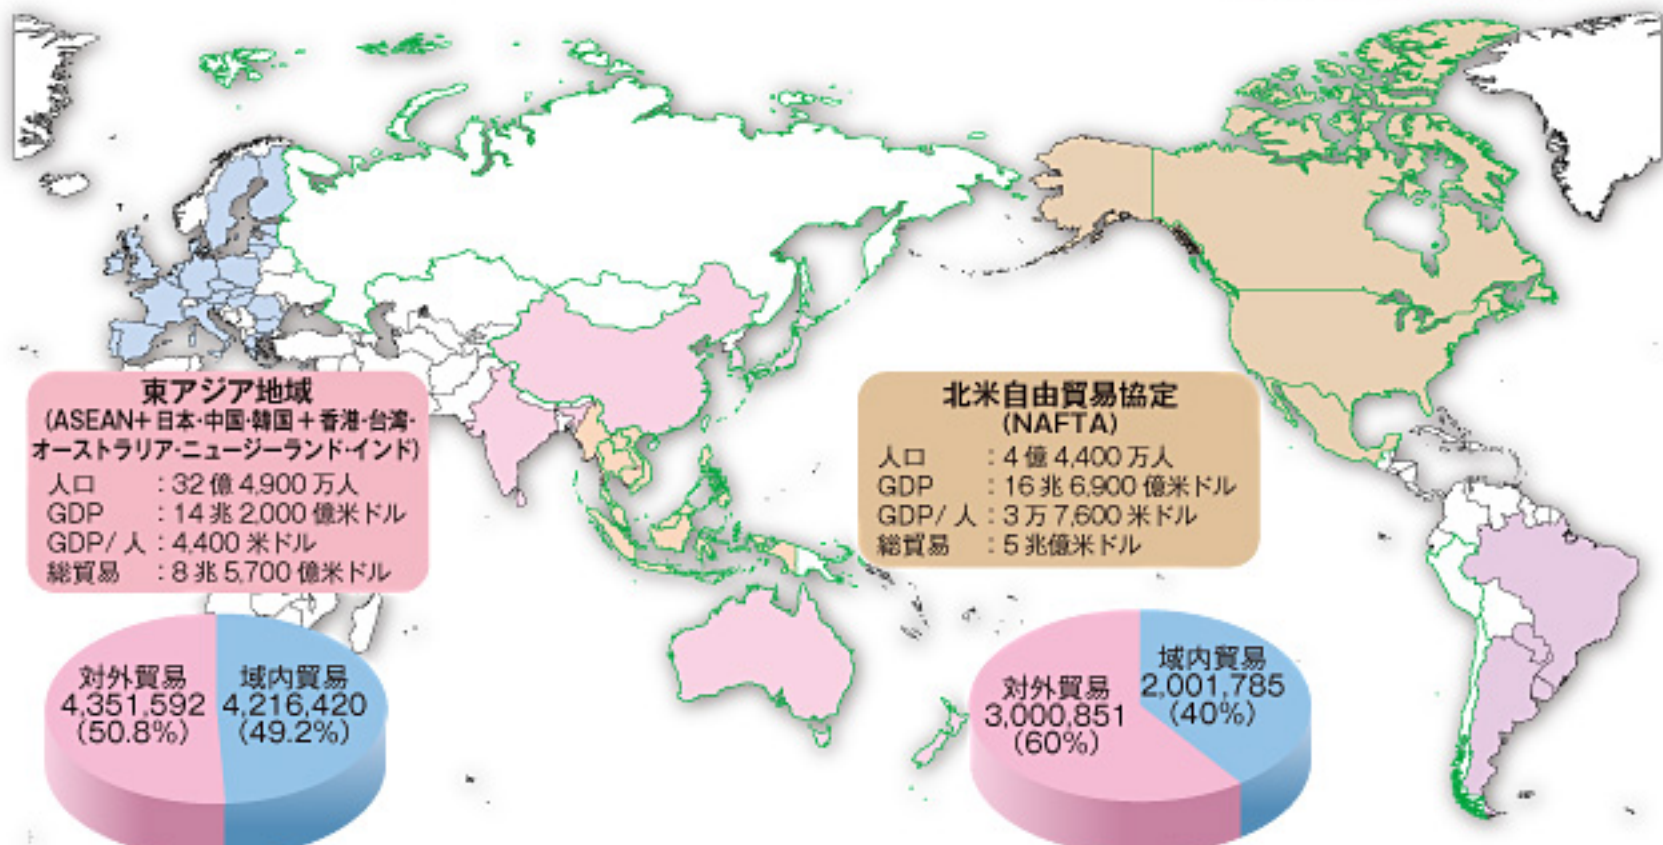 東アジア地域
(ASEAN+日本・中国・韓国+香港・台湾・
オーストラリア・ニュージーランド・インド)
人口　：32億4,900万人
GDP　：14兆2,000億米ドル
GDP/人：4,400米ドル
総貿易　：8兆5,700億米ドル
対外貿易
4,351,592
(50.8%)
域内貿易
4,216,420
(49.2%)
北米自由貿易協定
(NAFTA)
人口　：4億4,400万人
GDP　：16兆6,900億米ドル
GDP/人：3万7,600米ドル
総貿易　：5兆億米ドル
対外貿易
3,000,851
(60%)
域内貿易
2,001,785
(40%)